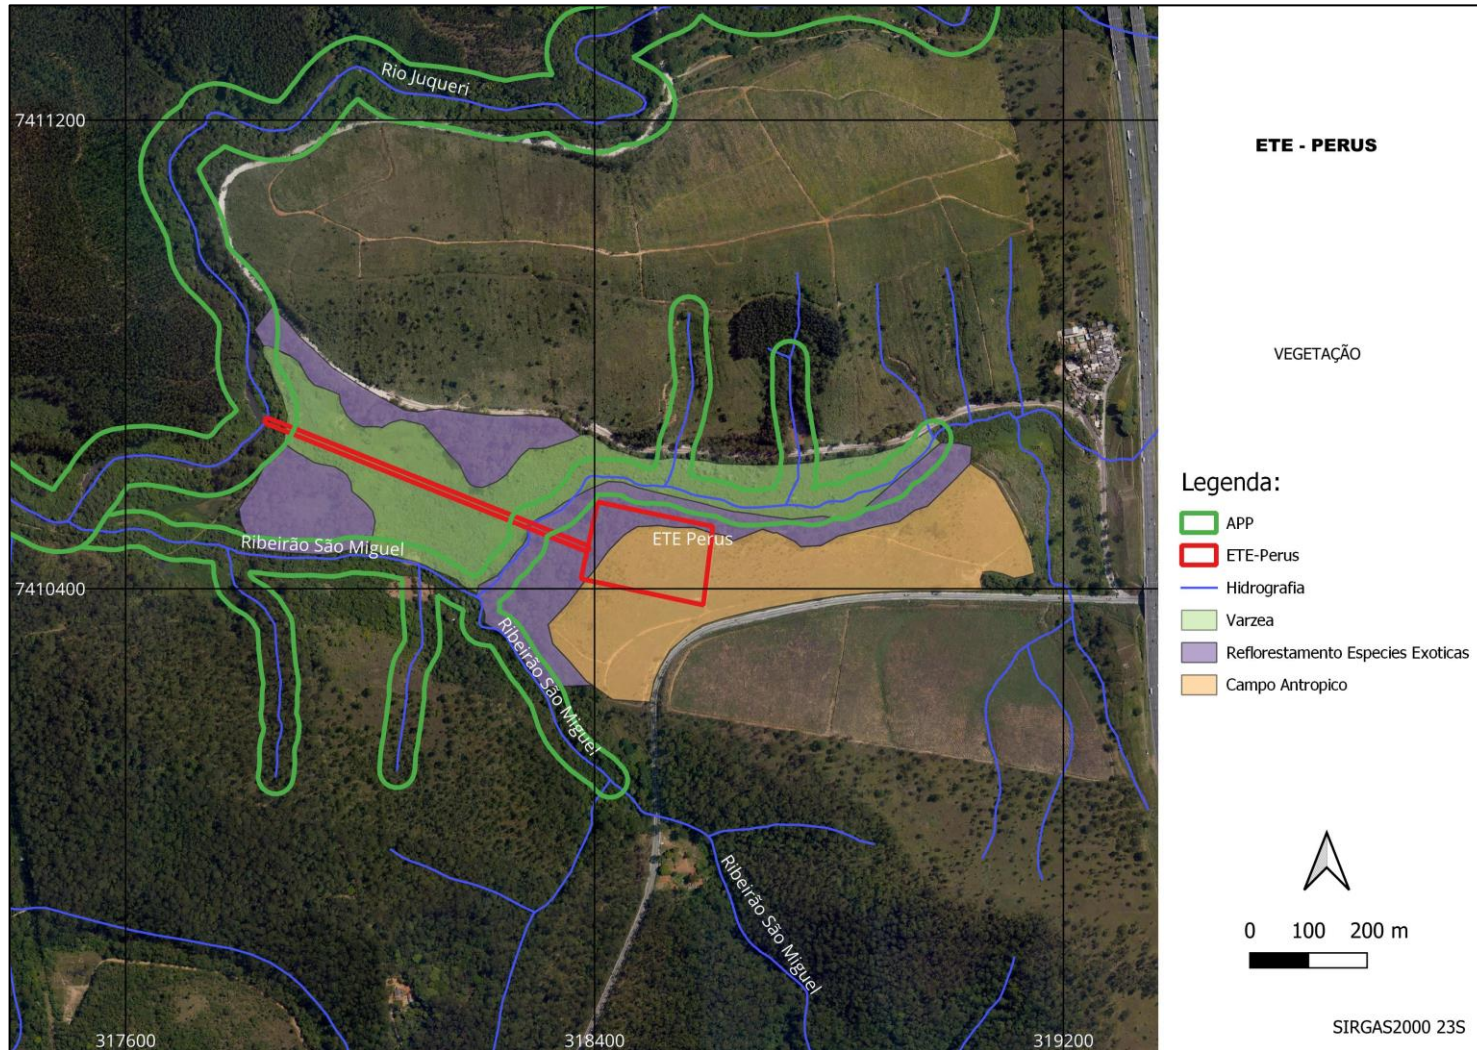 Rio Juqueri
7411200
ETE - PERUS
VEGETAÇÃO
Legenda:
APP
ETE-Perus
Hidrografia
Varzea
Reflorestamento Especies Exoticas
Campo Antropico
ETE Perus
Ribeirão São Miguel
7410400
Ribeirão São Miguel
Ribeirão São Miguel
0 100 200 m
SIRGAS2000 23S
317600 318400 319200